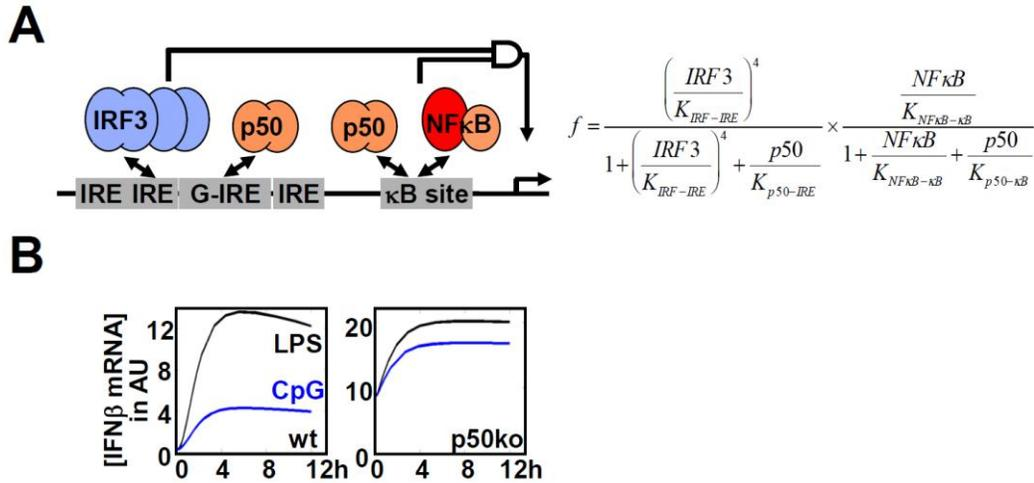 A
IRF3 p50 p50 NFκB
IRE IRE G-IRE IRE κB site
f = (IRF3 / K_IRF−IRE)^4 / (1 + (IRF3 / K_IRF−IRE)^4 + p50 / K_p50−IRE) × (NFκB / K_NFκB−κB) / (1 + NFκB / K_NFκB−κB + p50 / K_p50−κB)
B
[IFNβ mRNA]
in AU
12
8
4
0
LPS
CpG
wt
0 4 8 12h
20
10
0
p50ko
0 4 8 12h